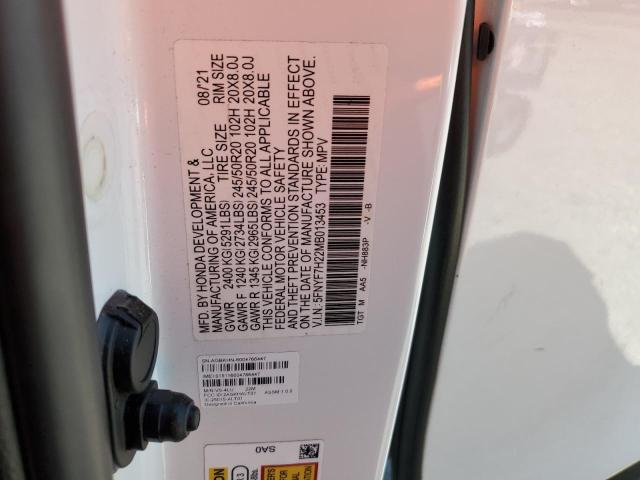 MFD. BY HONDA DEVELOPMENT & 08/21
MANUFACTURING OF AMERICA, LLC
TIRE SIZE RIM SIZE
GVWR 2400 KG(5291LBS)
GAWR F 1240 KG(2734LBS) 245/50R20 102H 20X8.0J
GAWR R 1345 KG(2965LBS) 245/50R20 102H 20X8.0J
THIS VEHICLE CONFORMS TO ALL APPLICABLE
FEDERAL MOTOR VEHICLE SAFETY
AND THEFT PREVENTION STANDARDS IN EFFECT
ON THE DATE OF MANUFACTURE SHOWN ABOVE.
V.I.N.: 5FNYF7H22MB013453 TYPE: MPV
TGT M AA5 -NH883P -V -B
Designed in California
SA0